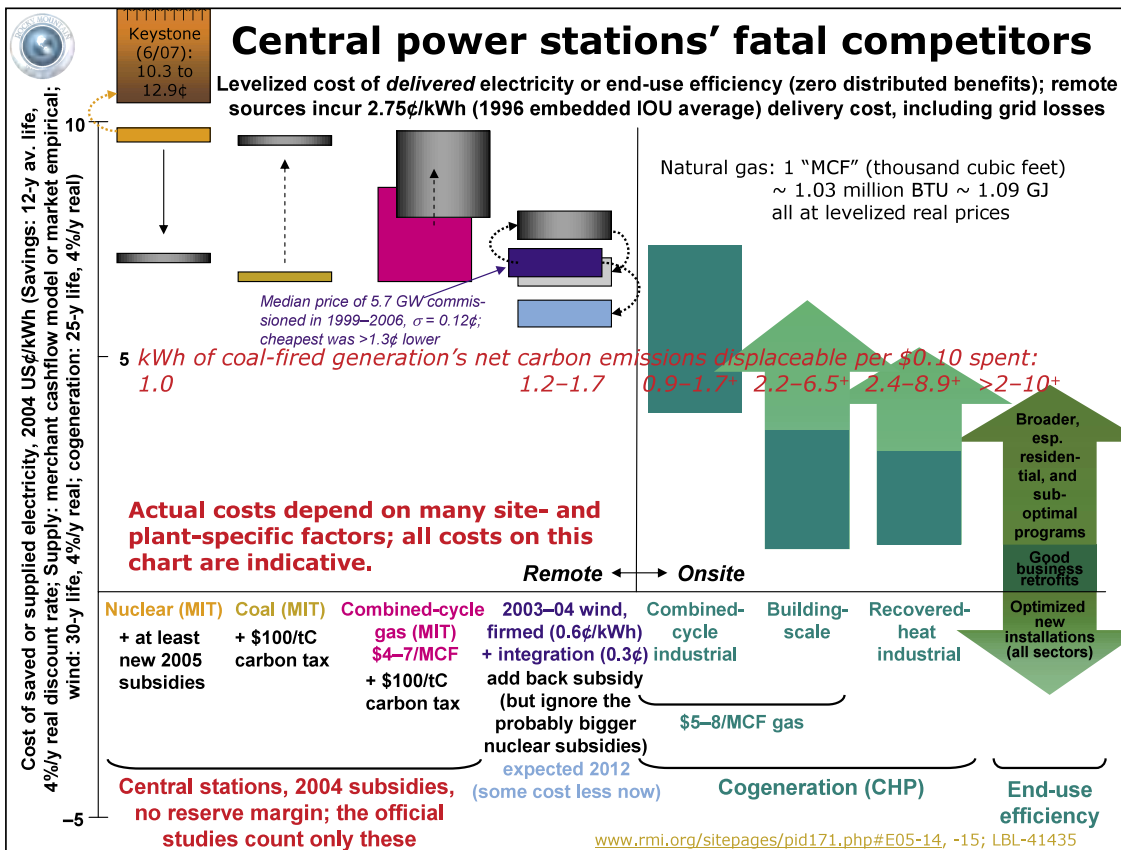 ROCKY MOUNTAIN
Keystone
(6/07):
10.3 to
12.9¢
Central power stations’ fatal competitors
Levelized cost of delivered electricity or end-use efficiency (zero distributed benefits); remote
sources incur 2.75¢/kWh (1996 embedded IOU average) delivery cost, including grid losses
Cost of saved or supplied electricity, 2004 US¢/kWh (Savings: 12-y av. life,
4%/y real discount rate; Supply: merchant cashflow model or market empirical;
wind: 30-y life, 4%/y real; cogeneration: 25-y life, 4%/y real)
10
Natural gas: 1 “MCF” (thousand cubic feet)
~ 1.03 million BTU ~ 1.09 GJ
all at levelized real prices
Median price of 5.7 GW commis-
sioned in 1999–2006, σ = 0.12¢;
cheapest was >1.3¢ lower
5
kWh of coal-fired generation’s net carbon emissions displaceable per $0.10 spent:
1.0 1.2–1.7 0.9–1.7+ 2.2–6.5+ 2.4–8.9+ >2–10+
Broader,
esp.
residen-
tial, and
sub-
optimal
programs
Actual costs depend on many site- and
plant-specific factors; all costs on this
chart are indicative.
Good
business
retrofits
Remote Onsite
Optimized
new
installations
(all sectors)
Nuclear (MIT)
+ at least
new 2005
subsidies
Coal (MIT)
+ $100/tC
carbon tax
Combined-cycle
gas (MIT)
$4–7/MCF
+ $100/tC
carbon tax
2003–04 wind,
firmed (0.6¢/kWh)
+ integration (0.3¢)
add back subsidy
(but ignore the
probably bigger
nuclear subsidies)
expected 2012
(some cost less now)
Combined-
cycle
industrial
Building-
scale
Recovered-
heat
industrial
$5–8/MCF gas
Central stations, 2004 subsidies,
no reserve margin; the official
studies count only these
Cogeneration (CHP)
End-use
efficiency
–5
www.rmi.org/sitepages/pid171.php#E05-14, -15; LBL-41435